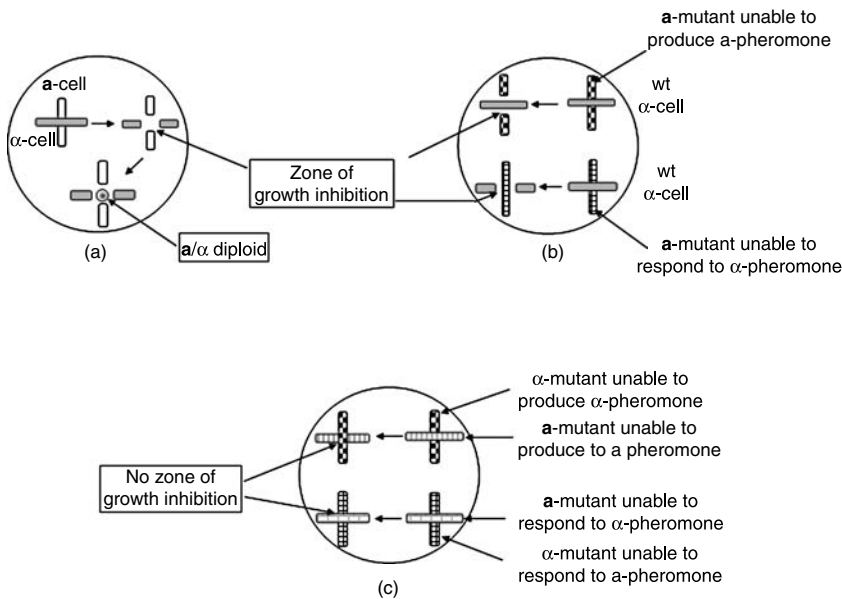 a-cell
α-cell
(a)
a/α diploid
Zone of
growth inhibition
a-mutant unable to
produce a-pheromone
wt
α-cell
wt
α-cell
a-mutant unable to
respond to α-pheromone
(b)
α-mutant unable to
produce α-pheromone
a-mutant unable to
produce to a pheromone
No zone of
growth inhibition
a-mutant unable to
respond to α-pheromone
α-mutant unable to
respond to a-pheromone
(c)